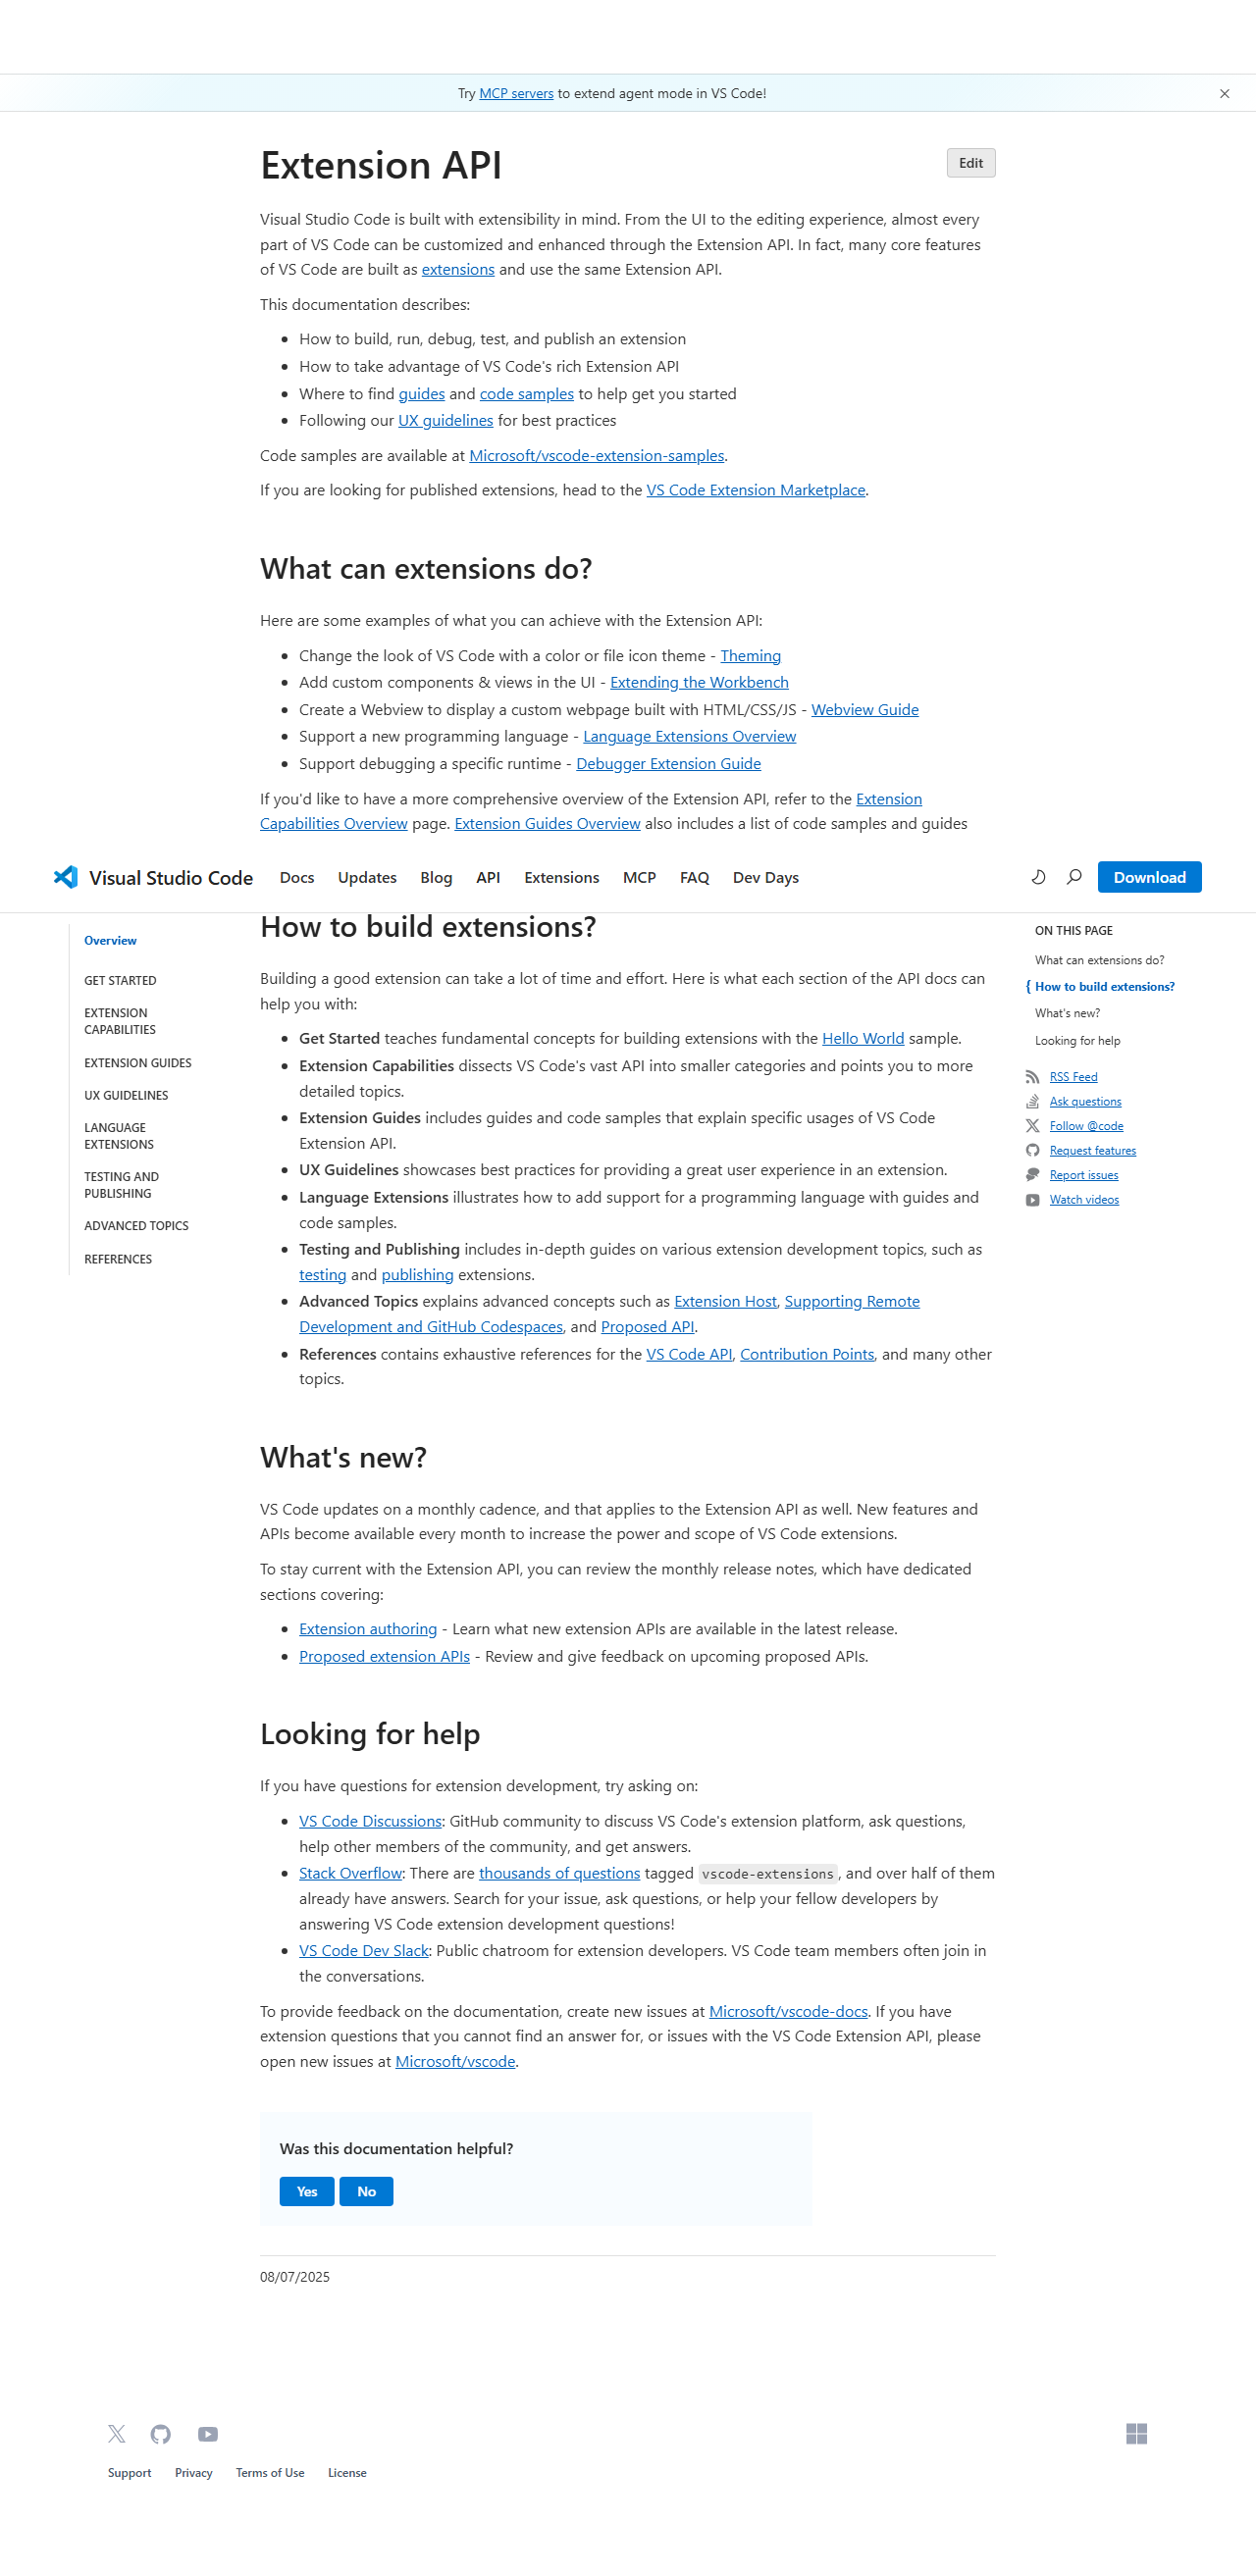 Try MCP servers to extend agent mode in VS Code!
Extension API
Edit
Visual Studio Code is built with extensibility in mind. From the UI to the editing experience, almost every
part of VS Code can be customized and enhanced through the Extension API. In fact, many core features
of VS Code are built as extensions and use the same Extension API.
This documentation describes:
How to build, run, debug, test, and publish an extension
How to take advantage of VS Code's rich Extension API
Where to find guides and code samples to help get you started
Following our UX guidelines for best practices
Code samples are available at Microsoft/vscode-extension-samples.
If you are looking for published extensions, head to the VS Code Extension Marketplace.
What can extensions do?
Here are some examples of what you can achieve with the Extension API:
Change the look of VS Code with a color or file icon theme - Theming
Add custom components & views in the UI - Extending the Workbench
Create a Webview to display a custom webpage built with HTML/CSS/JS - Webview Guide
Support a new programming language - Language Extensions Overview
Support debugging a specific runtime - Debugger Extension Guide
If you'd like to have a more comprehensive overview of the Extension API, refer to the Extension
Capabilities Overview page. Extension Guides Overview also includes a list of code samples and guides
Visual Studio Code Docs Updates Blog API Extensions MCP FAQ Dev Days Download
Overview
GET STARTED
EXTENSION
CAPABILITIES
EXTENSION GUIDES
UX GUIDELINES
LANGUAGE
EXTENSIONS
TESTING AND
PUBLISHING
ADVANCED TOPICS
REFERENCES
How to build extensions?
Building a good extension can take a lot of time and effort. Here is what each section of the API docs can
help you with:
Get Started teaches fundamental concepts for building extensions with the Hello World sample.
Extension Capabilities dissects VS Code's vast API into smaller categories and points you to more
detailed topics.
Extension Guides includes guides and code samples that explain specific usages of VS Code
Extension API.
UX Guidelines showcases best practices for providing a great user experience in an extension.
Language Extensions illustrates how to add support for a programming language with guides and
code samples.
Testing and Publishing includes in-depth guides on various extension development topics, such as
testing and publishing extensions.
Advanced Topics explains advanced concepts such as Extension Host, Supporting Remote
Development and GitHub Codespaces, and Proposed API.
References contains exhaustive references for the VS Code API, Contribution Points, and many other
topics.
ON THIS PAGE
What can extensions do?
How to build extensions?
What's new?
Looking for help
RSS Feed
Ask questions
Follow @code
Request features
Report issues
Watch videos
What's new?
VS Code updates on a monthly cadence, and that applies to the Extension API as well. New features and
APIs become available every month to increase the power and scope of VS Code extensions.
To stay current with the Extension API, you can review the monthly release notes, which have dedicated
sections covering:
Extension authoring - Learn what new extension APIs are available in the latest release.
Proposed extension APIs - Review and give feedback on upcoming proposed APIs.
Looking for help
If you have questions for extension development, try asking on:
VS Code Discussions: GitHub community to discuss VS Code's extension platform, ask questions,
help other members of the community, and get answers.
Stack Overflow: There are thousands of questions tagged vscode-extensions, and over half of them
already have answers. Search for your issue, ask questions, or help your fellow developers by
answering VS Code extension development questions!
VS Code Dev Slack: Public chatroom for extension developers. VS Code team members often join in
the conversations.
To provide feedback on the documentation, create new issues at Microsoft/vscode-docs. If you have
extension questions that you cannot find an answer for, or issues with the VS Code Extension API, please
open new issues at Microsoft/vscode.
Was this documentation helpful?
Yes No
08/07/2025
Support Privacy Terms of Use License